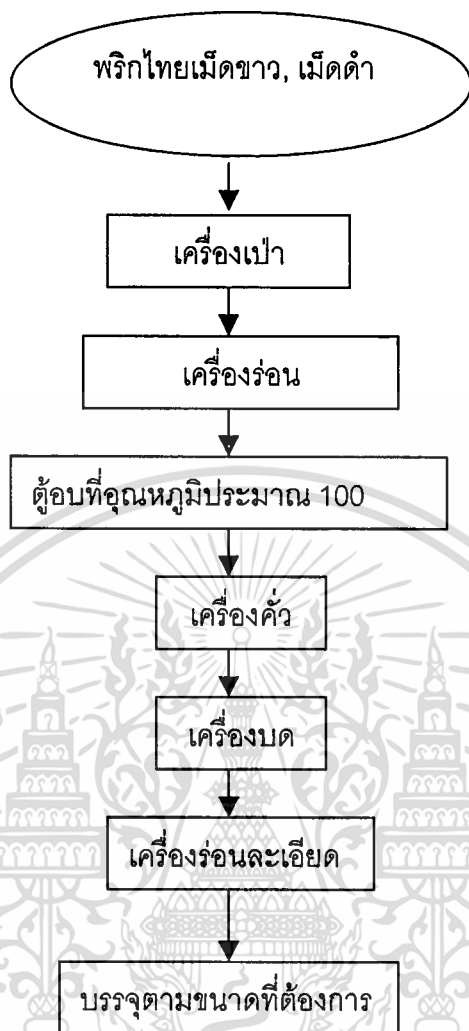 พริกไทยเม็ดขาว, เม็ดดำ
เครื่องเป่า
เครื่องร่อน
ตู้อบที่อุณหภูมิประมาณ 100
เครื่องคั่ว
เครื่องบด
เครื่องร่อนละเอียด
บรรจุตามขนาดที่ต้องการ